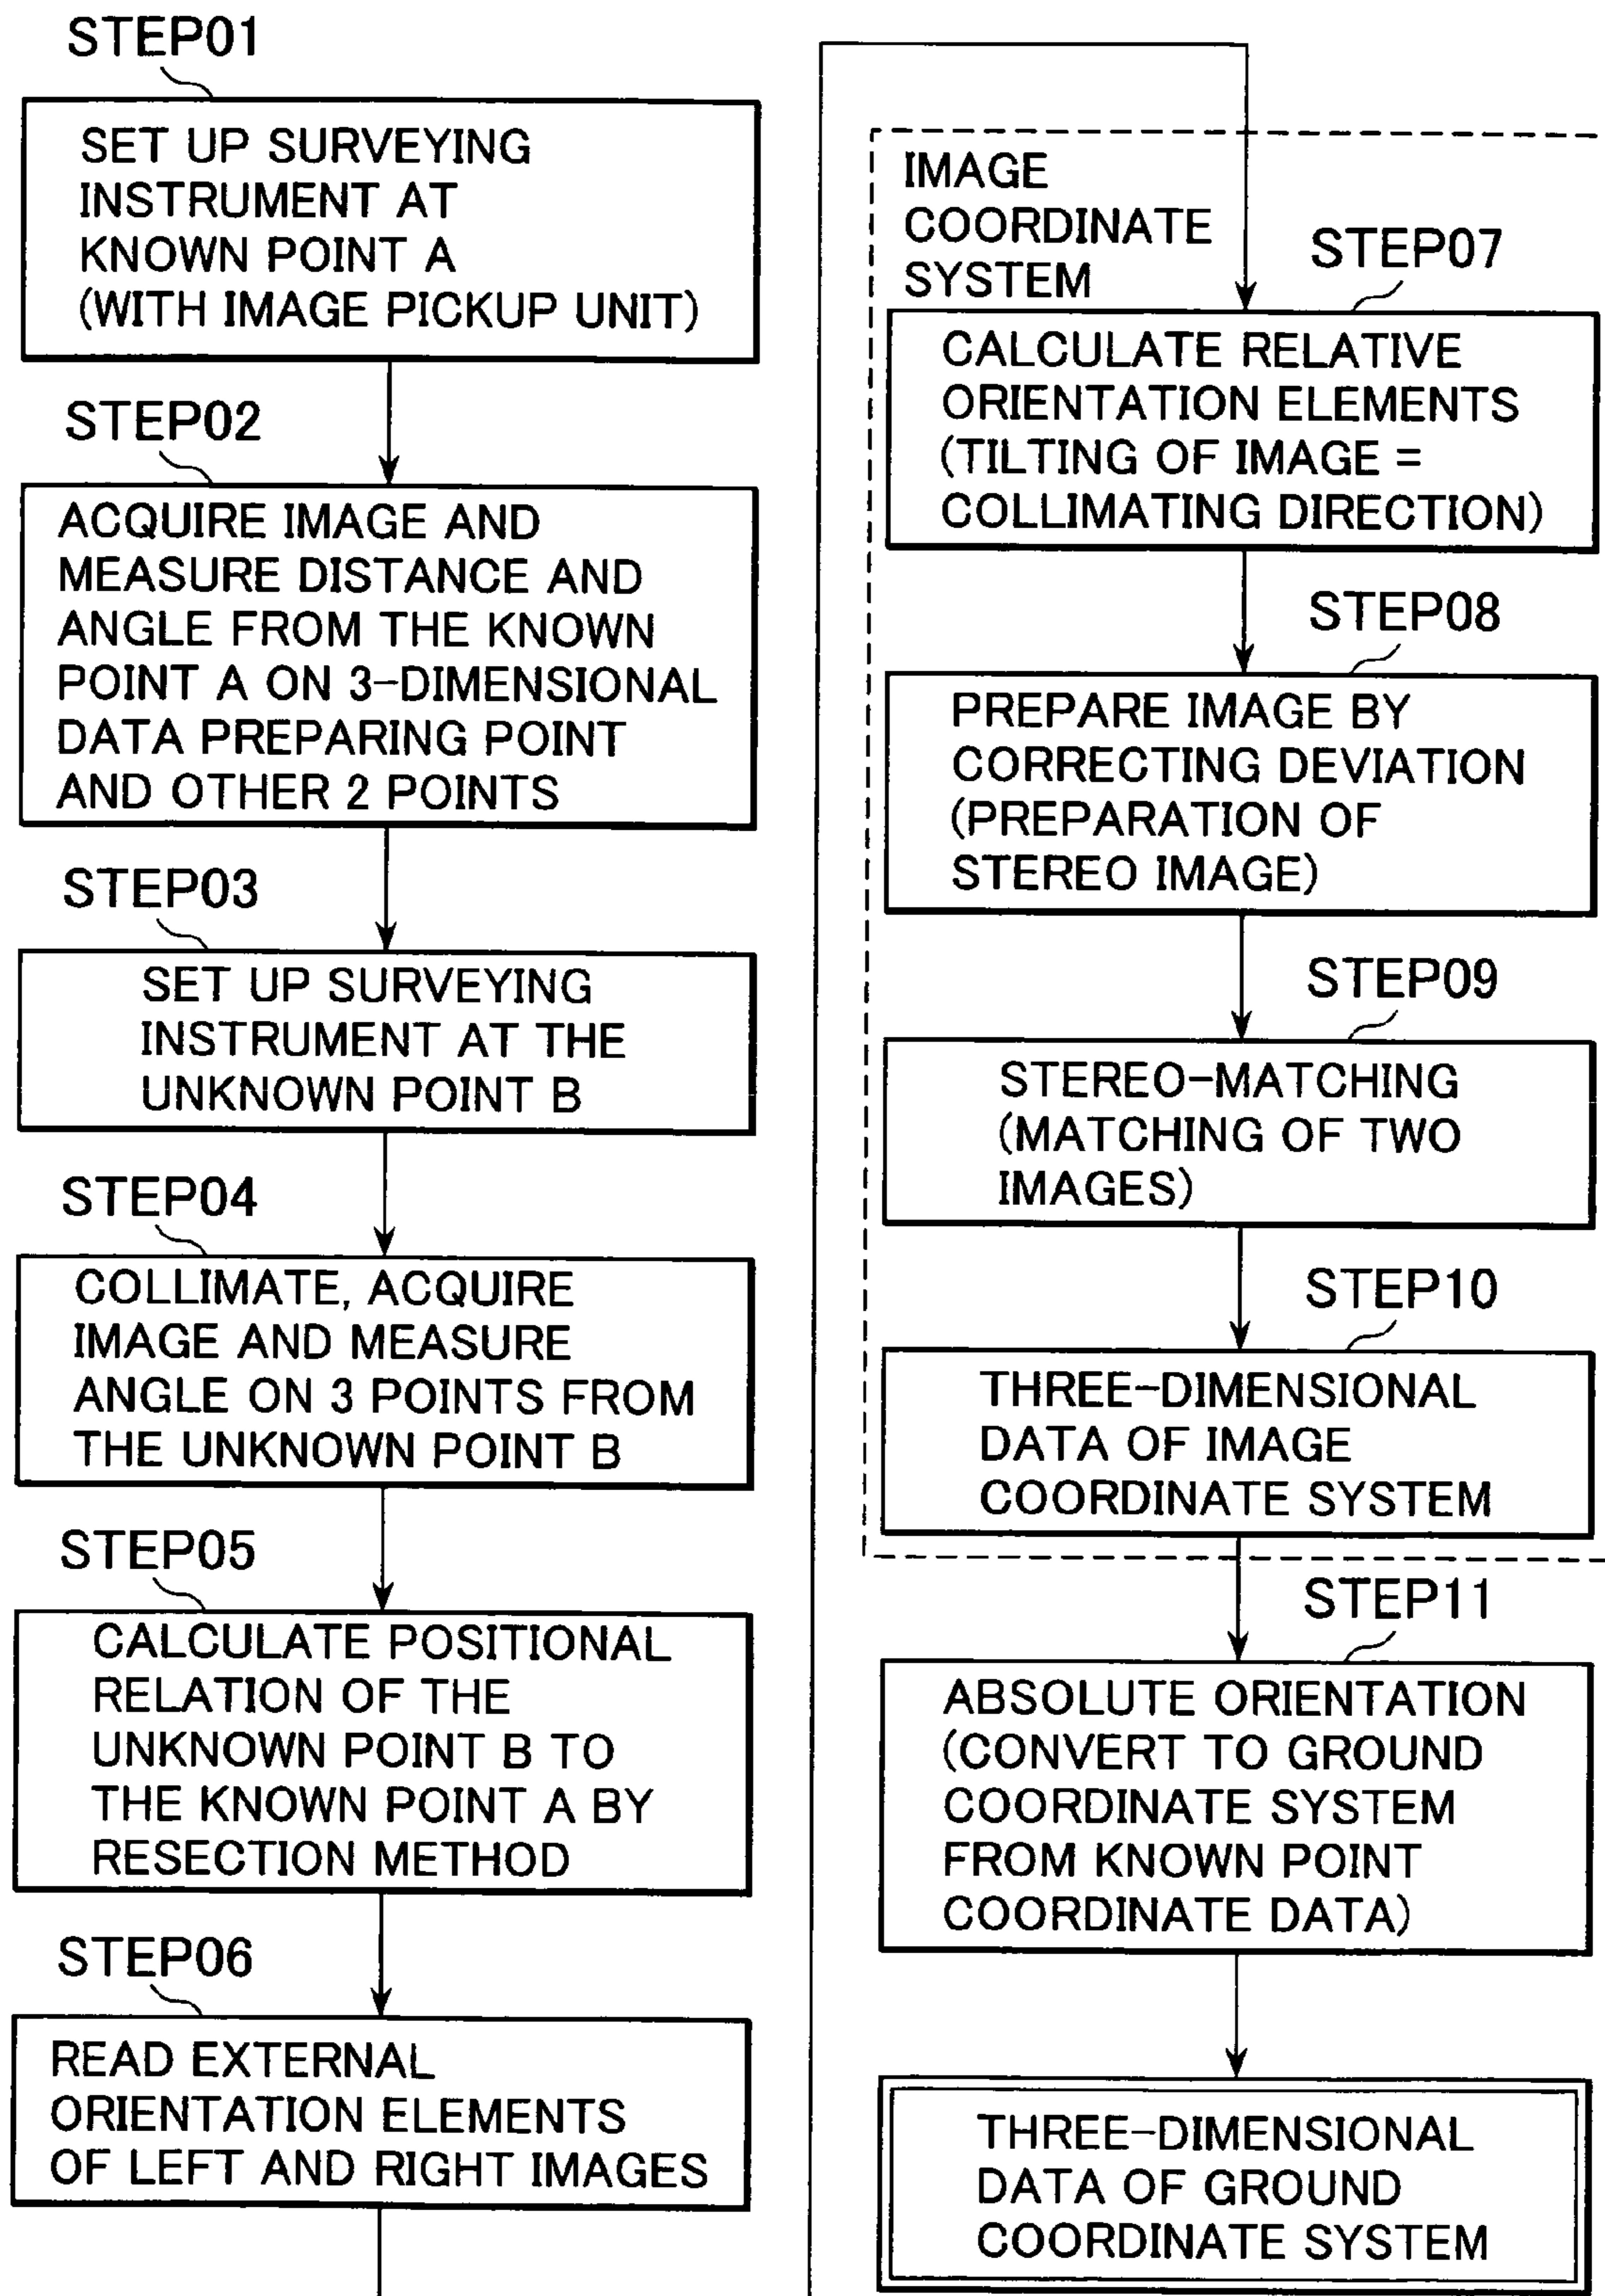 STEP01
SET UP SURVEYING
INSTRUMENT AT
KNOWN POINT A
(WITH IMAGE PICKUP UNIT)
STEP02
ACQUIRE IMAGE AND
MEASURE DISTANCE AND
ANGLE FROM THE KNOWN
POINT A ON 3-DIMENSIONAL
DATA PREPARING POINT
AND OTHER 2 POINTS
STEP03
SET UP SURVEYING
INSTRUMENT AT THE
UNKNOWN POINT B
STEP04
COLLIMATE, ACQUIRE
IMAGE AND MEASURE
ANGLE ON 3 POINTS FROM
THE UNKNOWN POINT B
STEP05
CALCULATE POSITIONAL
RELATION OF THE
UNKNOWN POINT B TO
THE KNOWN POINT A BY
RESECTION METHOD
STEP06
READ EXTERNAL
ORIENTATION ELEMENTS
OF LEFT AND RIGHT IMAGES
IMAGE
COORDINATE
SYSTEM
STEP07
CALCULATE RELATIVE
ORIENTATION ELEMENTS
(TILTING OF IMAGE =
COLLIMATING DIRECTION)
STEP08
PREPARE IMAGE BY
CORRECTING DEVIATION
(PREPARATION OF
STEREO IMAGE)
STEP09
STEREO-MATCHING
(MATCHING OF TWO
IMAGES)
STEP10
THREE-DIMENSIONAL
DATA OF IMAGE
COORDINATE SYSTEM
STEP11
ABSOLUTE ORIENTATION
(CONVERT TO GROUND
COORDINATE SYSTEM
FROM KNOWN POINT
COORDINATE DATA)
THREE-DIMENSIONAL
DATA OF GROUND
COORDINATE SYSTEM